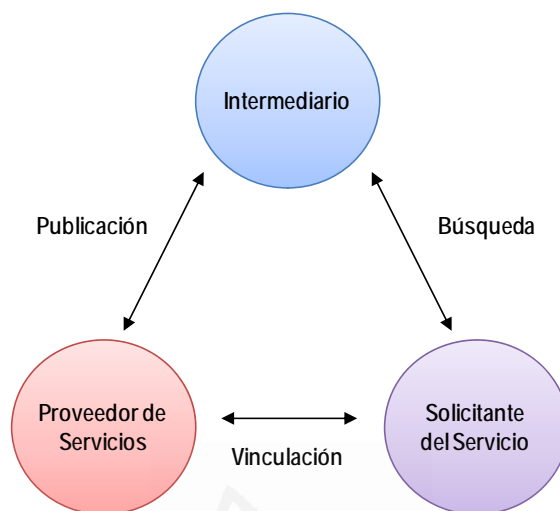 Intermediario
Publicación
Búsqueda
Proveedor de
Servicios
Solicitante
del Servicio
Vinculación